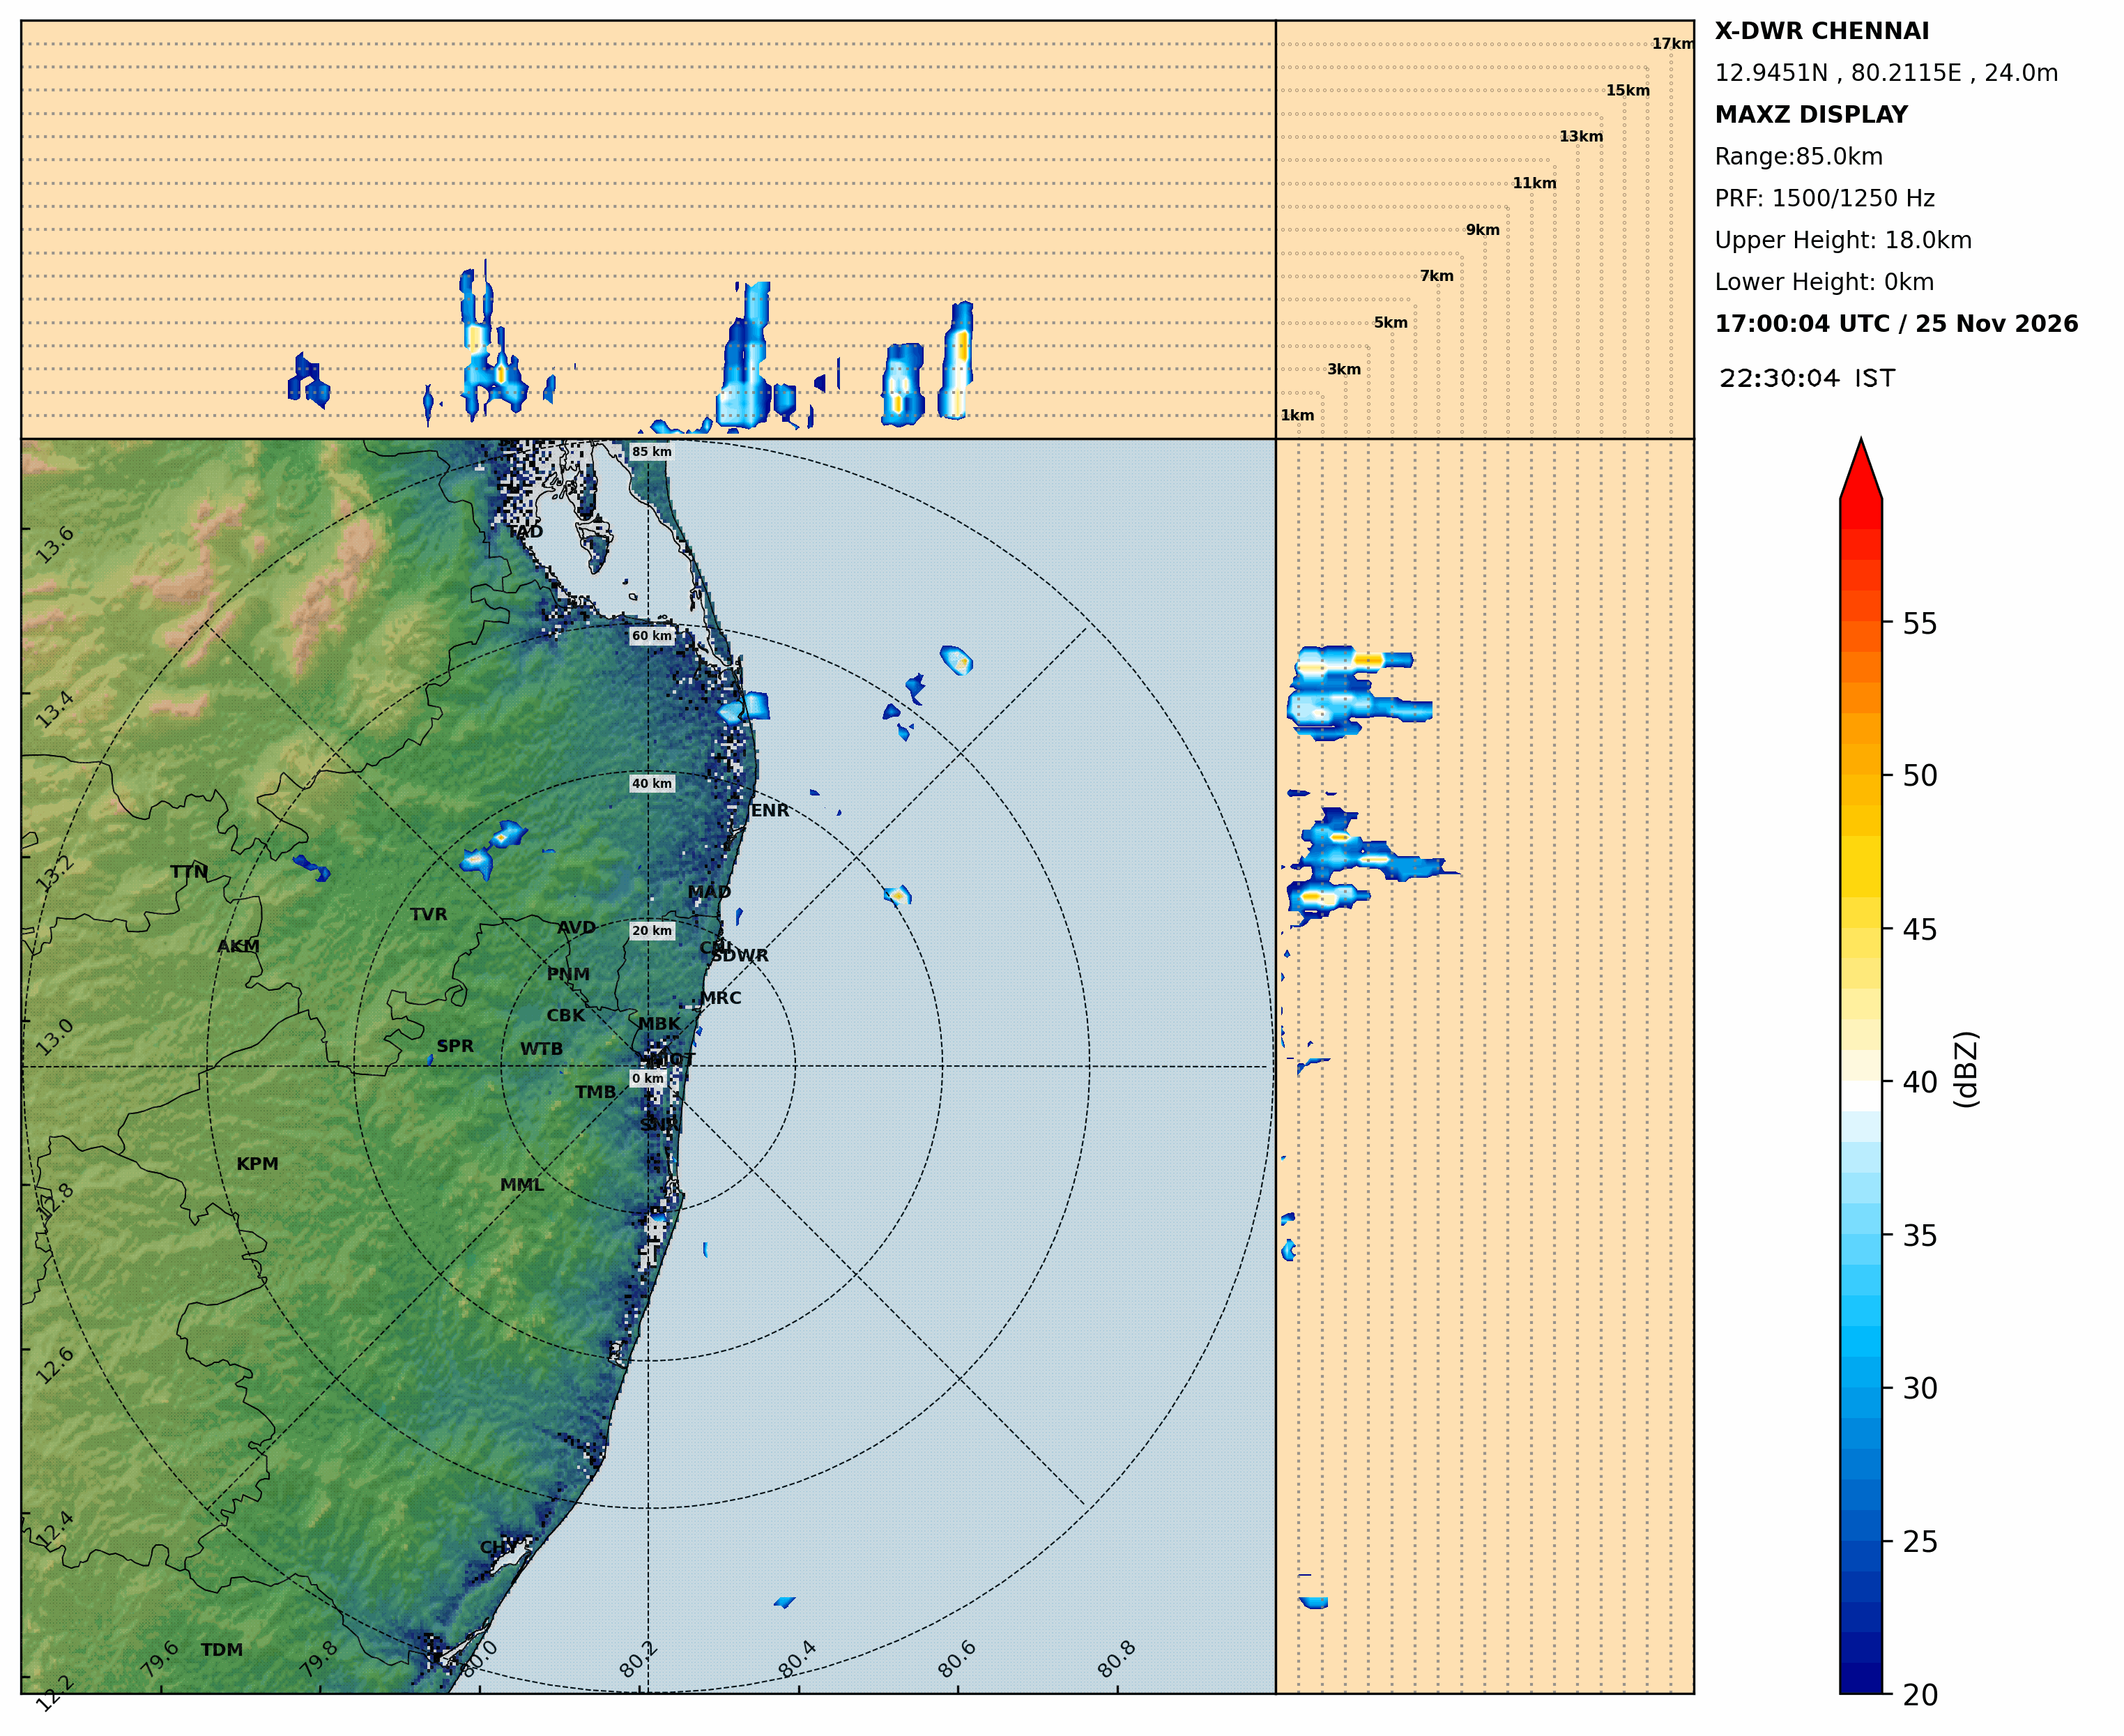 X-DWR CHENNAI
12.9451N , 80.2115E , 24.0m
MAXZ DISPLAY
Range:85.0km
PRF: 1500/1250 Hz
Upper Height: 18.0km
Lower Height: 0km
17:00:04 UTC / 25 Nov 2026
22:30:04 IST
17km
15km
13km
11km
9km
7km
5km
3km
1km
85 km
60 km
40 km
20 km
0 km
TAD
ENR
TTN
MAD
TVR
AVD
AKM
SDWR
PNM
MRC
CBK
MBK
SPR
WTB
TMB
SNR
KPM
MML
CHY
TDM
13.6
13.4
13.2
13.0
12.8
12.6
12.4
12.2
79.6
79.8
80.0
80.2
80.4
80.6
80.8
55
50
45
40
35
30
25
20
(dBZ)